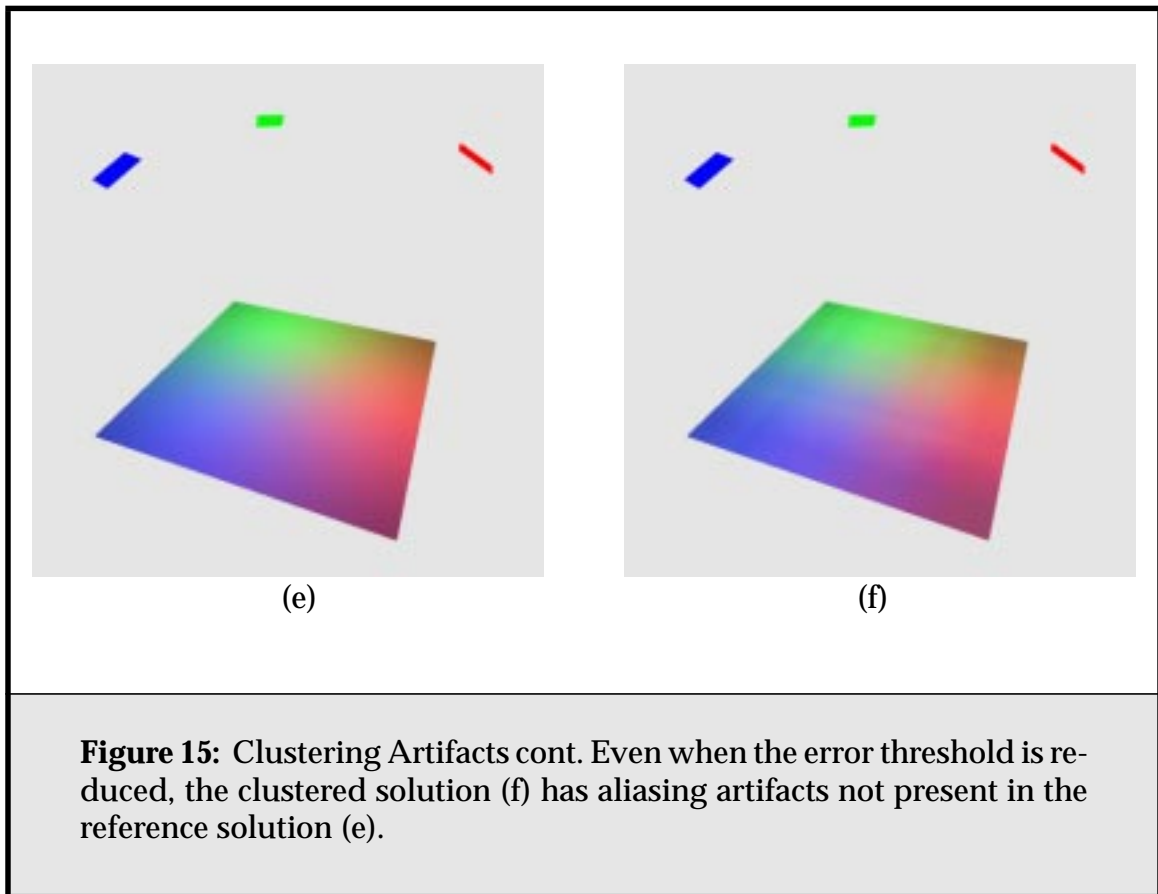 (e)
(f)
Figure 15: Clustering Artifacts cont. Even when the error threshold is re-
duced, the clustered solution (f) has aliasing artifacts not present in the
reference solution (e).